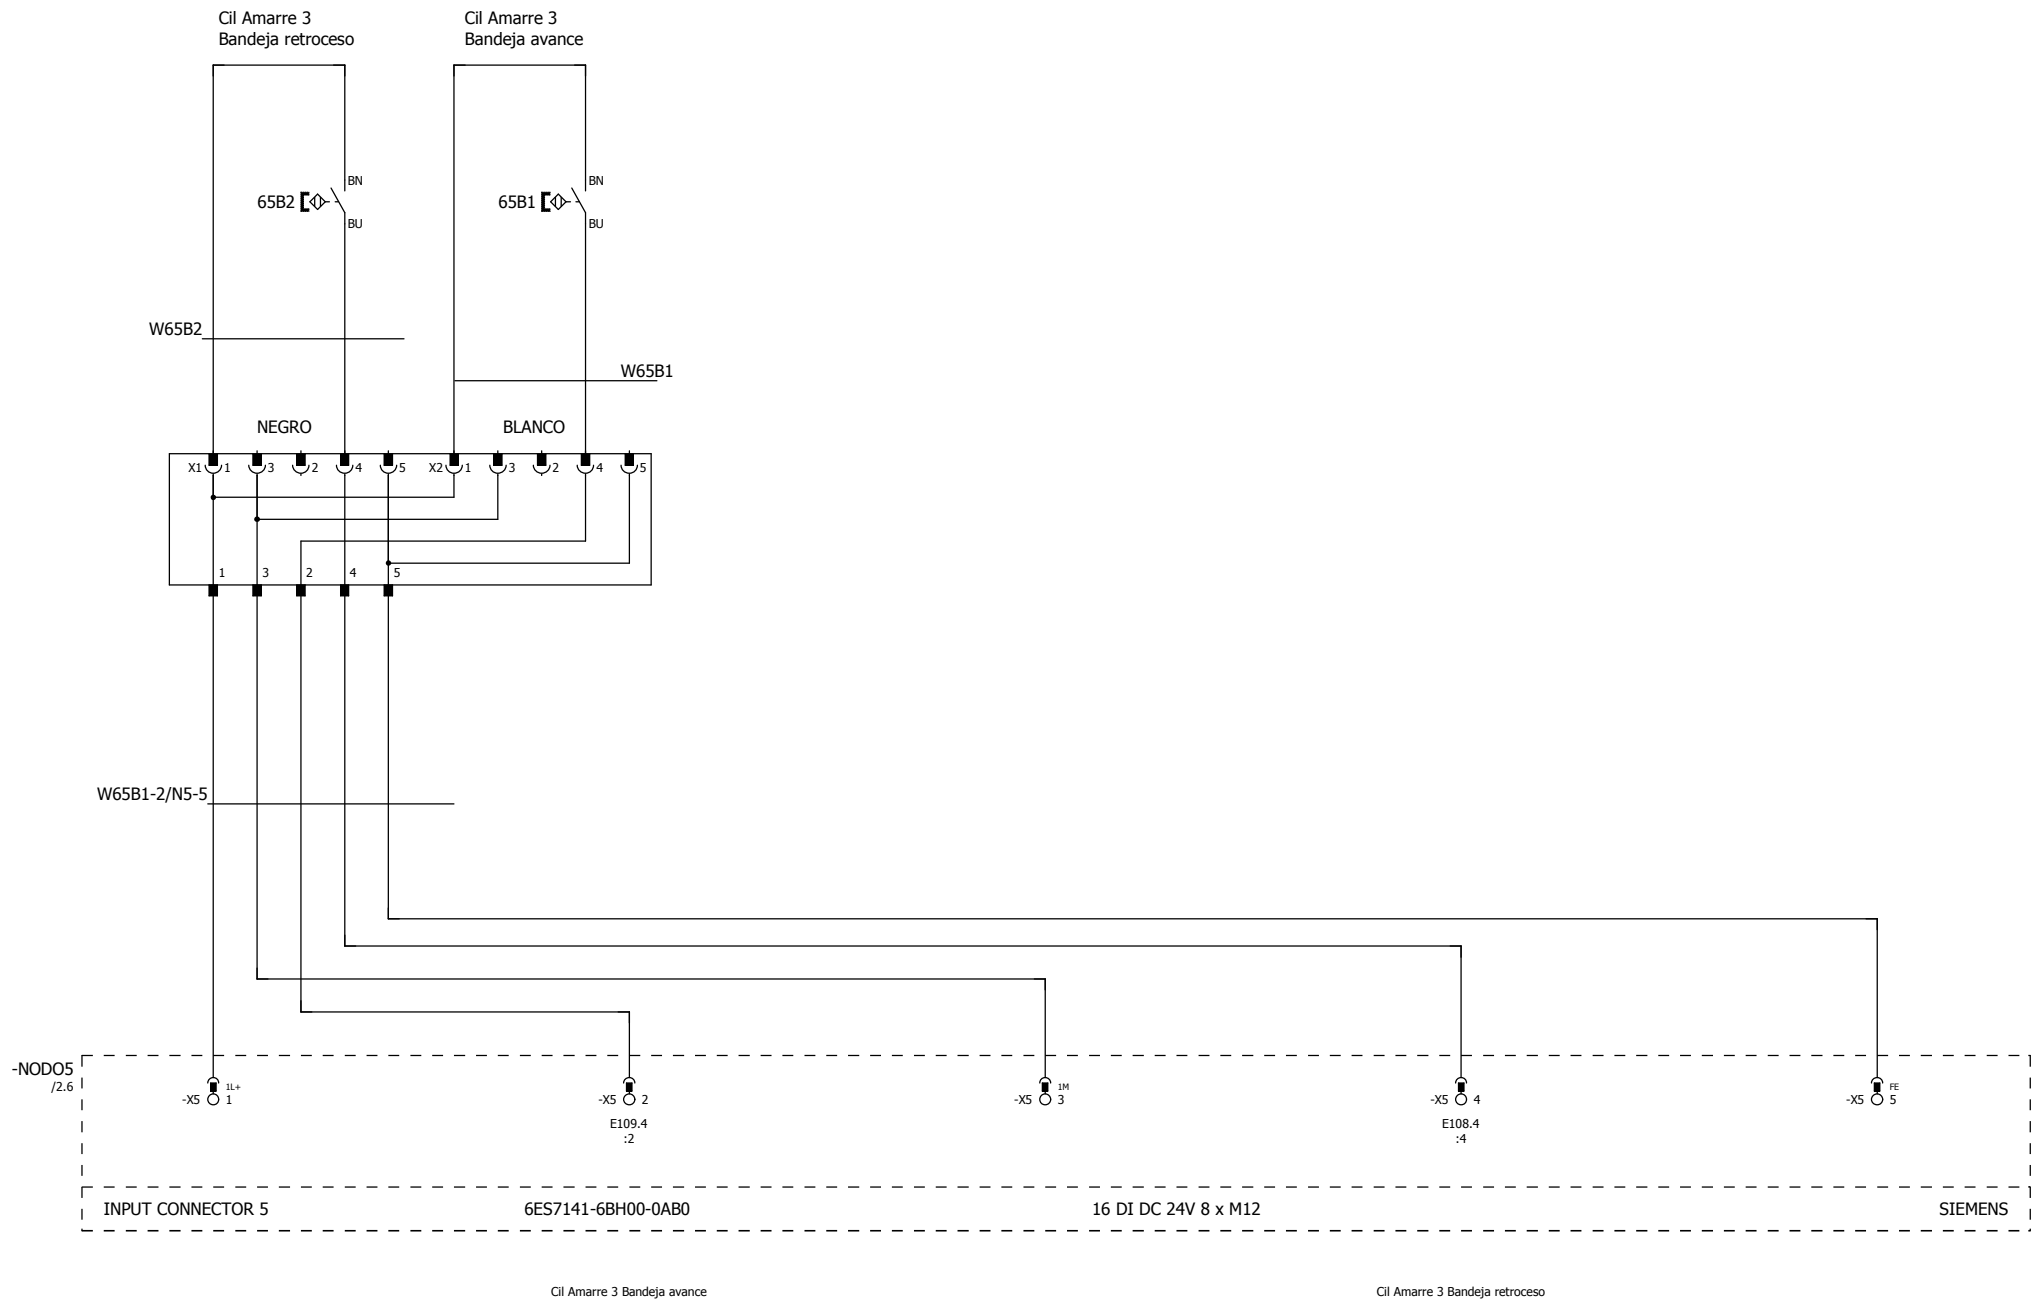 Cil Amarre 3
Bandeja retroceso
Cil Amarre 3
Bandeja avance
BN
65B2
BU
BN
65B1
BU
W65B2
W65B1
NEGRO
BLANCO
X1 1 3 2 4 5 X2 1 3 2 4 5
1 3 2 4 5
W65B1-2/N5-5
-NODO5
/2.6
1L+
-X5 1
-X5 2
E109.4
:2
1M
-X5 3
-X5 4
E108.4
:4
FE
-X5 5
INPUT CONNECTOR 5 6ES7141-6BH00-0AB0 16 DI DC 24V 8 x M12 SIEMENS
Cil Amarre 3 Bandeja avance
Cil Amarre 3 Bandeja retroceso